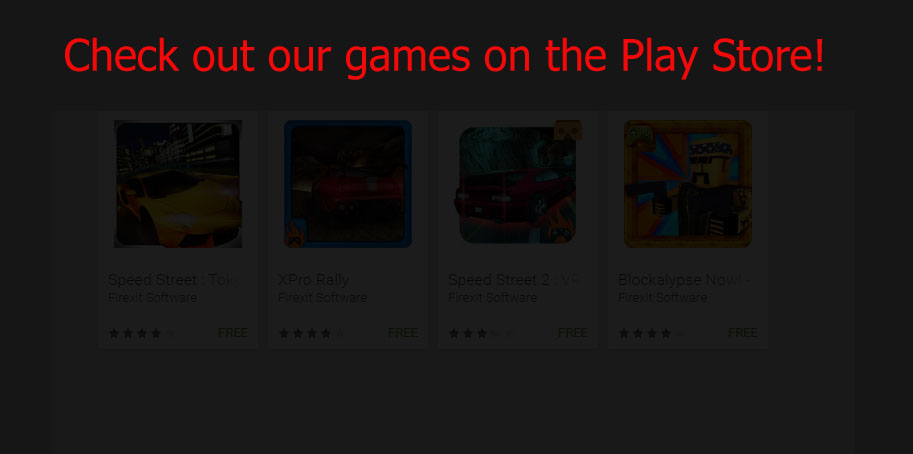 Check out our games on the Play Store!
Speed Street : Toky
Firexit Software
FREE
XPro Rally
Firexit Software
FREE
Speed Street 2 : VR
Firexit Software
FREE
Blockalypse Now! -
Firexit Software
FREE